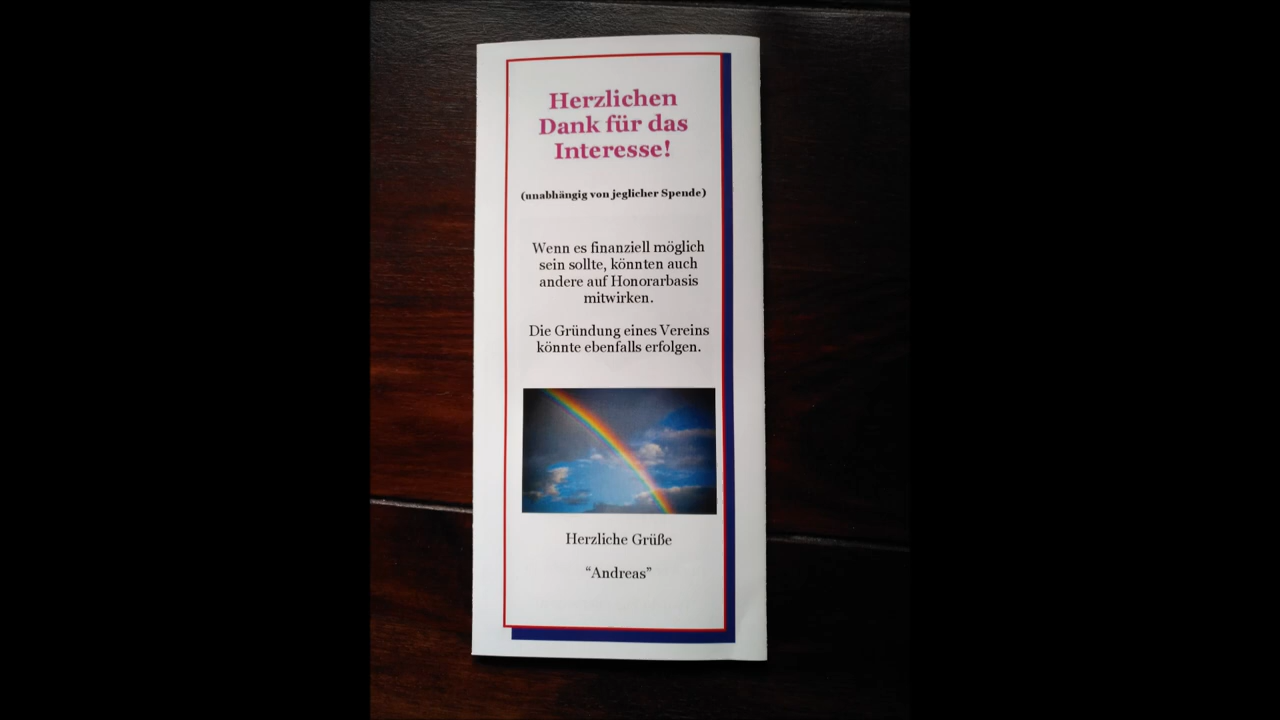 Herzlichen
Dank für das
Interesse!
(unabhängig von jeglicher Spende)
Wenn es finanziell möglich
sein sollte, könnten auch
andere auf Honorarbasis
mitwirken.
Die Gründung eines Vereins
könnte ebenfalls erfolgen.
Herzliche Grüße
“Andreas”